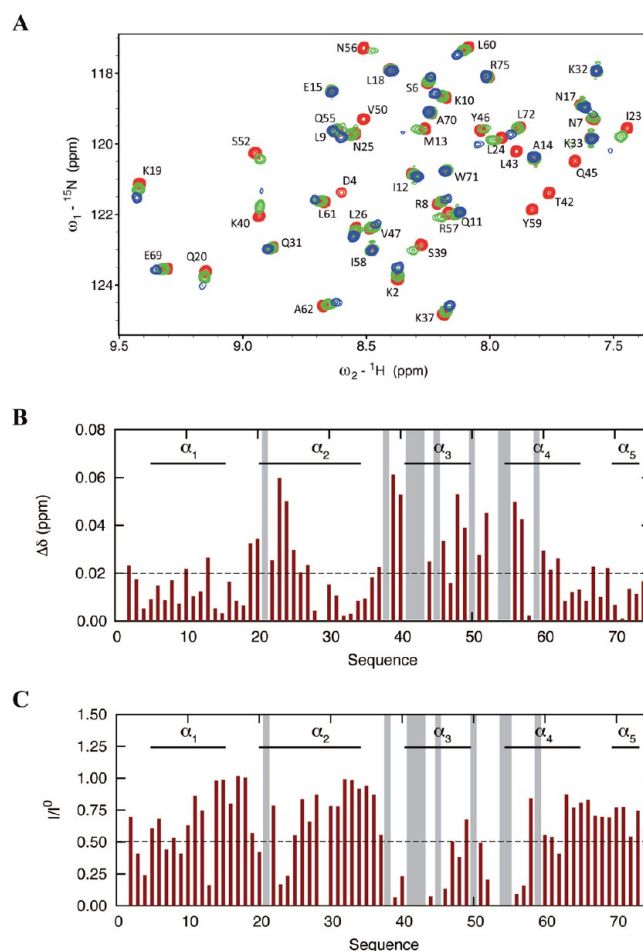 A
N56
L60
118
L18
R75
K32
E15
S6
K10
N17
Q55
V50
A70
L72
N7
I23
L9
Y46
S52
N25
M13
L24
K33
120
K19
L43
A14
D4
I12
W71
Q45
ω1 - 15N (ppm)
T42
122
K40
L61
L26
R8
Q11
Y59
V47
R57
Q31
S39
E69
Q20
I58
K2
124
A62
K37
9.5 9.0 8.5 8.0 7.5
ω2 - 1H (ppm)
B
0.08
α1 α2 α3 α4 α5
0.06
Δδ (ppm)
0.04
0.02
0.00
0 10 20 30 40 50 60 70
Sequence
C
1.50
α1 α2 α3 α4 α5
1.25
1.00
I/I0
0.75
0.50
0.25
0.00
0 10 20 30 40 50 60 70
Sequence